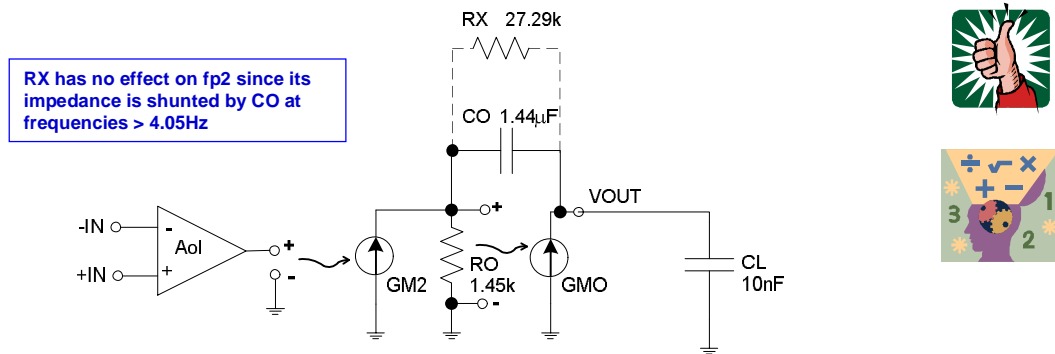 RX 27.29k
RX has no effect on fp2 since its
impedance is shunted by CO at
frequencies > 4.05Hz
CO 1.44µF
VOUT
-IN
+IN
-
+
Aol
+
-
GM2
+
RO
1.45k
-
GMO
CL
10nF
÷ √ ×
+ −
3
1
2